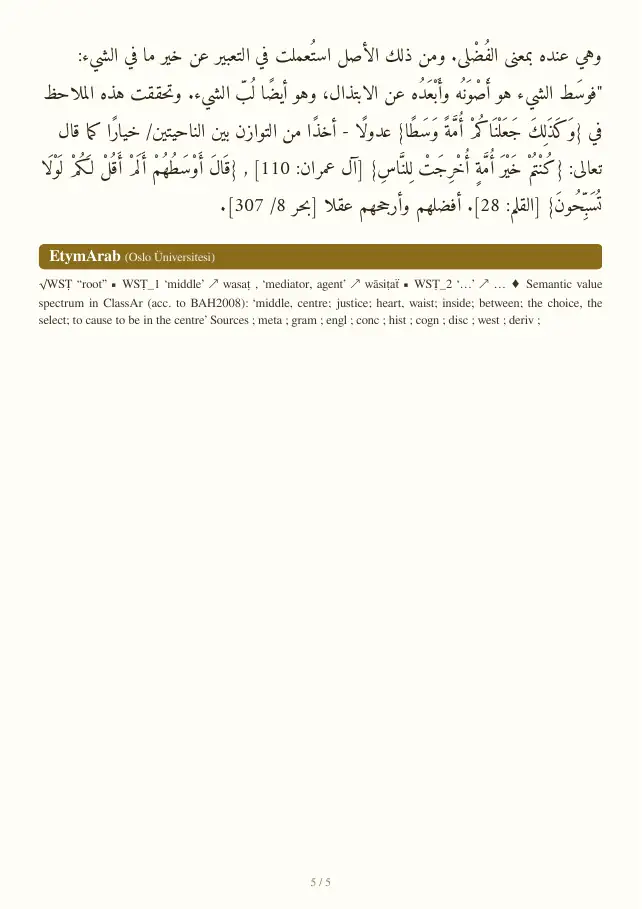 وهي عنده بمعنى الفُضْلى. ومن ذلك الأصل استُعملت في التعبير عن خير ما في الشيء:
"فوسَط الشيء هو أَصْوَنُه وأَبْعَدُه عن الابتذال، وهو أيضًا لُبّ الشيء. وتحققت هذه الملاحظ
في {وَكَذَلِكَ جَعَلْنَاكُمْ أُمَّةً وَسَطًا} عدولًا - أخذًا من التوازن بين الناحيتين/ خيارًا كما قال
تعالى: {كُنْتُمْ خَيْرَ أُمَّةٍ أُخْرِجَتْ لِلنَّاسِ} [آل عمران: 110] , {قَالَ أَوْسَطُهُمْ أَلَمْ أَقُلْ لَكُمْ لَوْلَا
تُسَبِّحُونَ} [القلم: 28]. أفضلهم وأرجحهم عقلا [بحر 8/ 307].
EtymArab (Oslo Üniversitesi)
√WSṬ “root” ▪ WSṬ_1 ‘middle’ ↗ wasaṭ , ‘mediator, agent’ ↗ wāsiṭaẗ ▪ WSṬ_2 ‘…’ ↗ … ♦ Semantic value
spectrum in ClassAr (acc. to BAH2008): ‘middle, centre; justice; heart, waist; inside; between; the choice, the
select; to cause to be in the centre’ Sources ; meta ; gram ; engl ; conc ; hist ; cogn ; disc ; west ; deriv ;
5 / 5